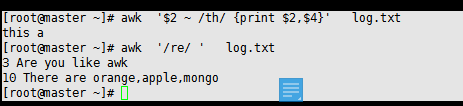 [root@master ~]# awk  '$2 ~ /th/ {print $2,$4}'   log.txt
this a
[root@master ~]# awk  '/re/ '   log.txt
3 Are you like awk
10 There are orange,apple,mongo
[root@master ~]#